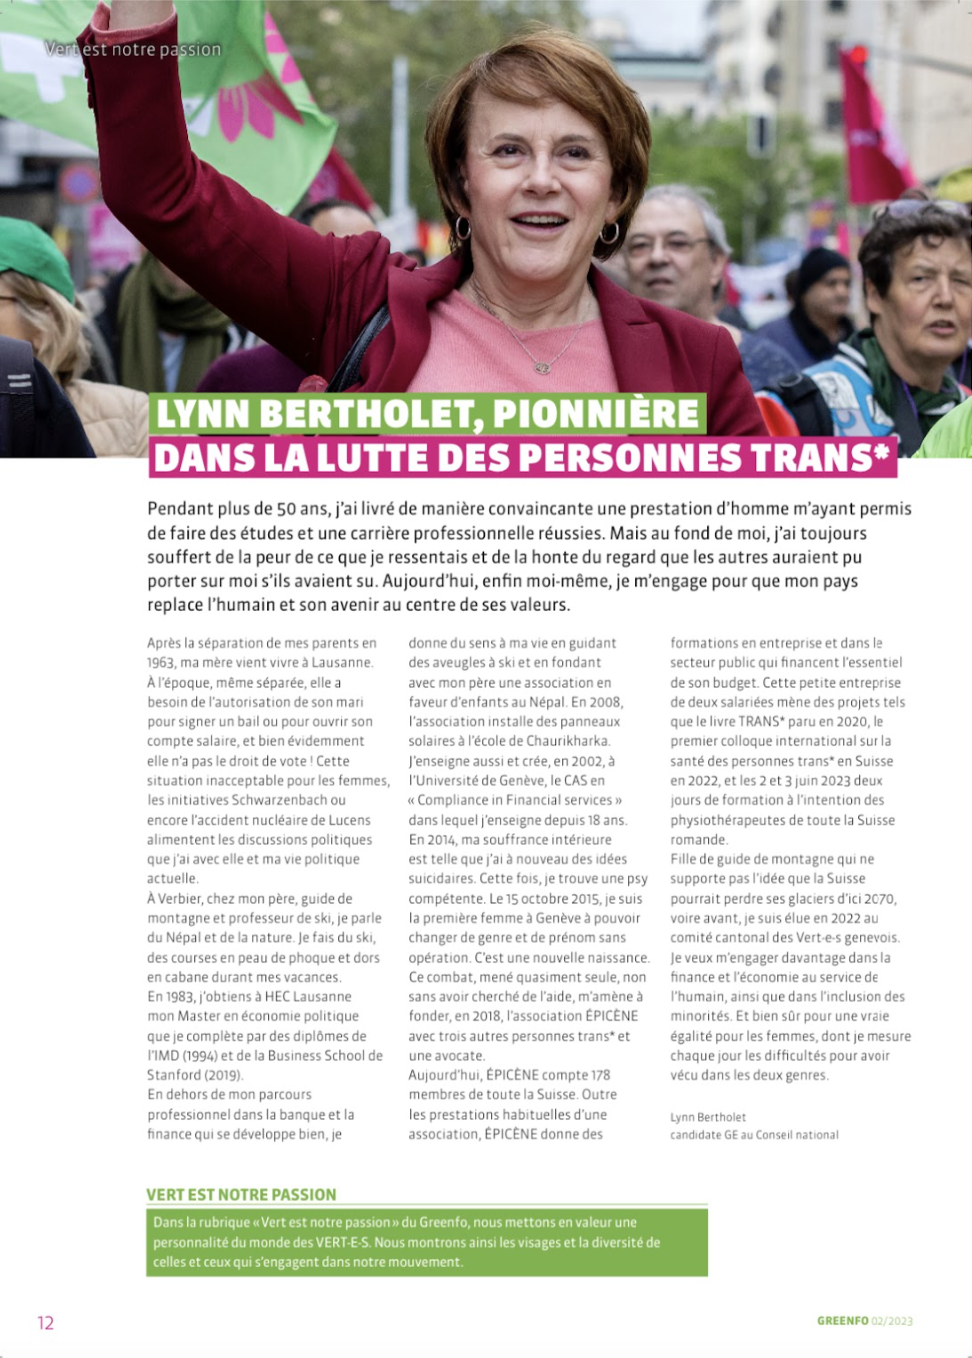 Vert est notre passion
LYNN BERTHOLET, PIONNIÈRE
DANS LA LUTTE DES PERSONNES TRANS*
Pendant plus de 50 ans, j’ai livré de manière convaincante une prestation d’homme m’ayant permis
de faire des études et une carrière professionnelle réussies. Mais au fond de moi, j’ai toujours
souffert de la peur de ce que je ressentais et de la honte du regard que les autres auraient pu
porter sur moi s’ils avaient su. Aujourd’hui, enfin moi-même, je m’engage pour que mon pays
replace l’humain et son avenir au centre de ses valeurs.
Après la séparation de mes parents en
1963, ma mère vient vivre à Lausanne.
À l’époque, même séparée, elle a
besoin de l’autorisation de son mari
pour signer un bail ou pour ouvrir son
compte salaire, et bien évidemment
elle n’a pas le droit de vote ! Cette
situation inacceptable pour les femmes,
les initiatives Schwarzenbach ou
encore l’accident nucléaire de Lucens
alimentent les discussions politiques
que j’ai avec elle et ma vie politique
actuelle.
À Verbier, chez mon père, guide de
montagne et professeur de ski, je parle
du Népal et de la nature. Je fais du ski,
des courses en peau de phoque et dors
en cabane durant mes vacances.
En 1983, j’obtiens à HEC Lausanne
mon Master en économie politique
que je complète par des diplômes de
l’IMD (1994) et de la Business School de
Stanford (2019).
En dehors de mon parcours
professionnel dans la banque et la
finance qui se développe bien, je
donne du sens à ma vie en guidant
des aveugles à ski et en fondant
avec mon père une association en
faveur d’enfants au Népal. En 2008,
l’association installe des panneaux
solaires à l’école de Chaurikharka.
J’enseigne aussi et crée, en 2002, à
l’Université de Genève, le CAS en
« Compliance in Financial services »
dans lequel j’enseigne depuis 18 ans.
En 2014, ma souffrance intérieure
est telle que j’ai à nouveau des idées
suicidaires. Cette fois, je trouve une psy
compétente. Le 15 octobre 2015, je suis
la première femme à Genève à pouvoir
changer de genre et de prénom sans
opération. C’est une nouvelle naissance.
Ce combat, mené quasiment seule, non
sans avoir cherché de l’aide, m’amène à
fonder, en 2018, l’association ÉPICÈNE
avec trois autres personnes trans* et
une avocate.
Aujourd’hui, ÉPICÈNE compte 178
membres de toute la Suisse. Outre
les prestations habituelles d’une
association, ÉPICÈNE donne des
formations en entreprise et dans le
secteur public qui financent l’essentiel
de son budget. Cette petite entreprise
de deux salariées mène des projets tels
que le livre TRANS* paru en 2020, le
premier colloque international sur la
santé des personnes trans* en Suisse
en 2022, et les 2 et 3 juin 2023 deux
jours de formation à l’intention des
physiothérapeutes de toute la Suisse
romande.
Fille de guide de montagne qui ne
supporte pas l’idée que la Suisse
pourrait perdre ses glaciers d’ici 2070,
voire avant, je suis élue en 2022 au
comité cantonal des Vert-e-s genevois.
Je veux m’engager davantage dans la
finance et l’économie au service de
l’humain, ainsi que dans l’inclusion des
minorités. Et bien sûr pour une vraie
égalité pour les femmes, dont je mesure
chaque jour les difficultés pour avoir
vécu dans les deux genres.
Lynn Bertholet
candidate GE au Conseil national
VERT EST NOTRE PASSION
Dans la rubrique « Vert est notre passion » du Greenfo, nous mettons en valeur une
personnalité du monde des VERT-E-S. Nous montrons ainsi les visages et la diversité de
celles et ceux qui s’engagent dans notre mouvement.
12
GREENFO 02/2023